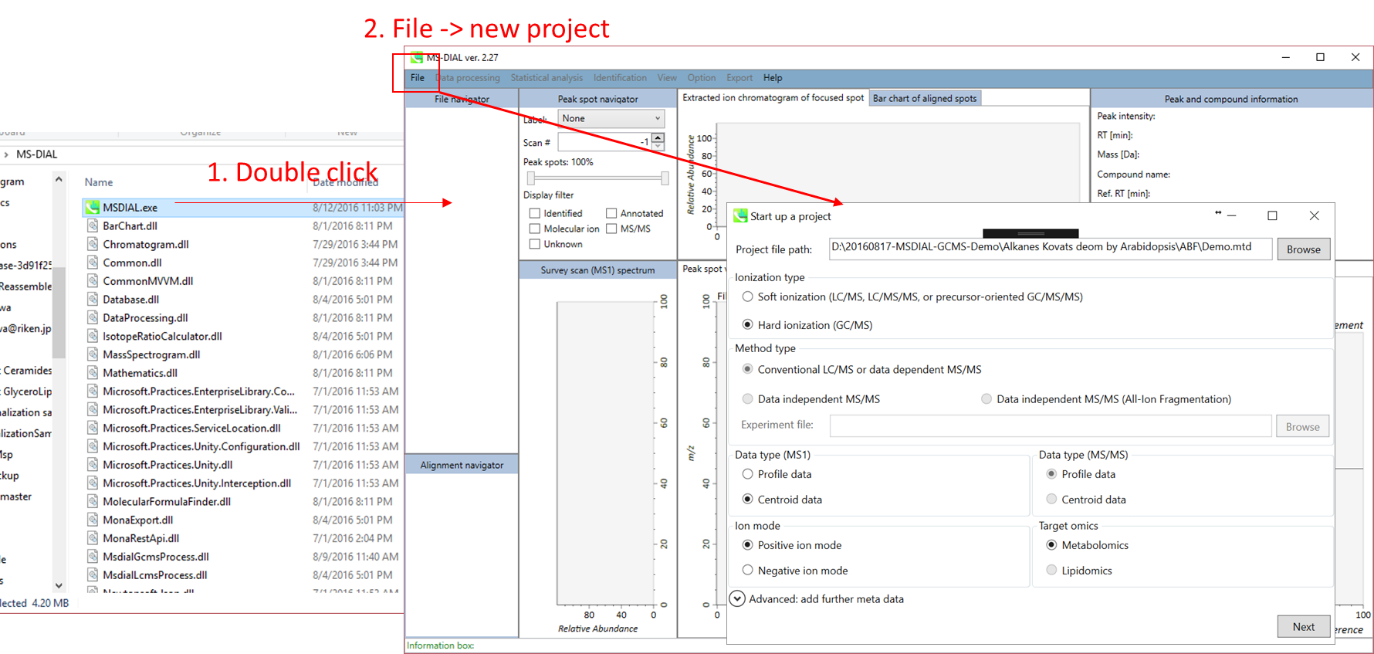 2. File -> new project
1. Double click
Organize
New
> MS-DIAL
gram
cs
ons
ase-3d91f25
Reassemble
wa
va@riken.jp
Ceramides
GlyceroLip
nalization sa
lizationSam
Msp
ckup
master
lected 4.20 MB
Name
Date modified
MSDIAL.exe 8/12/2016 11:03 PM
BarChart.dll 8/1/2016 8:11 PM
Chromatogram.dll 7/29/2016 3:44 PM
Common.dll 7/29/2016 3:44 PM
CommonMVVM.dll 8/1/2016 8:11 PM
Database.dll 8/4/2016 5:01 PM
DataProcessing.dll 8/1/2016 8:11 PM
IsotopeRatioCalculator.dll 8/4/2016 5:01 PM
MassSpectrogram.dll 8/1/2016 6:06 PM
Mathematics.dll 8/1/2016 8:11 PM
Microsoft.Practices.EnterpriseLibrary.Co... 7/1/2016 11:53 AM
Microsoft.Practices.EnterpriseLibrary.Vali... 7/1/2016 11:53 AM
Microsoft.Practices.ServiceLocation.dll 7/1/2016 11:53 AM
Microsoft.Practices.Unity.Configuration.dll 7/1/2016 11:53 AM
Microsoft.Practices.Unity.dll 7/1/2016 11:53 AM
Microsoft.Practices.Unity.Interception.dll 7/1/2016 11:53 AM
MolecularFormulaFinder.dll 8/1/2016 8:11 PM
MonaExport.dll 8/4/2016 5:01 PM
MonaRestApi.dll 7/1/2016 2:04 PM
MsdialGcmsProcess.dll 8/9/2016 11:40 AM
MsdialLcmsProcess.dll 8/4/2016 5:01 PM
MS-DIAL ver. 2.27
File Data processing Statistical analysis Identification View Option Export Help
File navigator
Alignment navigator
Information box:
Peak spot navigator
Label: None
Scan # -1
Peak spots: 100%
Display filter
Identified Annotated
Molecular ion MS/MS
Unknown
Survey scan (MS1) spectrum
100
80
60
40
20
0
80 40 0
Relative Abundance
m/z
Extracted ion chromatogram of focused spot Bar chart of aligned spots
Relative Abundance
100
80
60
40
20
0
0
Peak spot
100
80
60
40
20
0
0
100
Peak and compound information
Peak intensity:
RT [min]:
Mass [Da]:
Compound name:
Ref. RT [min]:
ement
erence
Start up a project
Project file path: D:\20160817-MSDIAL-GCMS-Demo\Alkanes Kovats deom by Arabidopsis\ABF\Demo.mtd Browse
Ionization type
Soft ionization (LC/MS, LC/MS/MS, or precursor-oriented GC/MS/MS)
Hard ionization (GC/MS)
Method type
Conventional LC/MS or data dependent MS/MS
Data independent MS/MS Data independent MS/MS (All-Ion Fragmentation)
Experiment file: Browse
Data type (MS1) Data type (MS/MS)
Profile data Profile data
Centroid data Centroid data
Ion mode Target omics
Positive ion mode Metabolomics
Negative ion mode Lipidomics
Advanced: add further meta data
Next